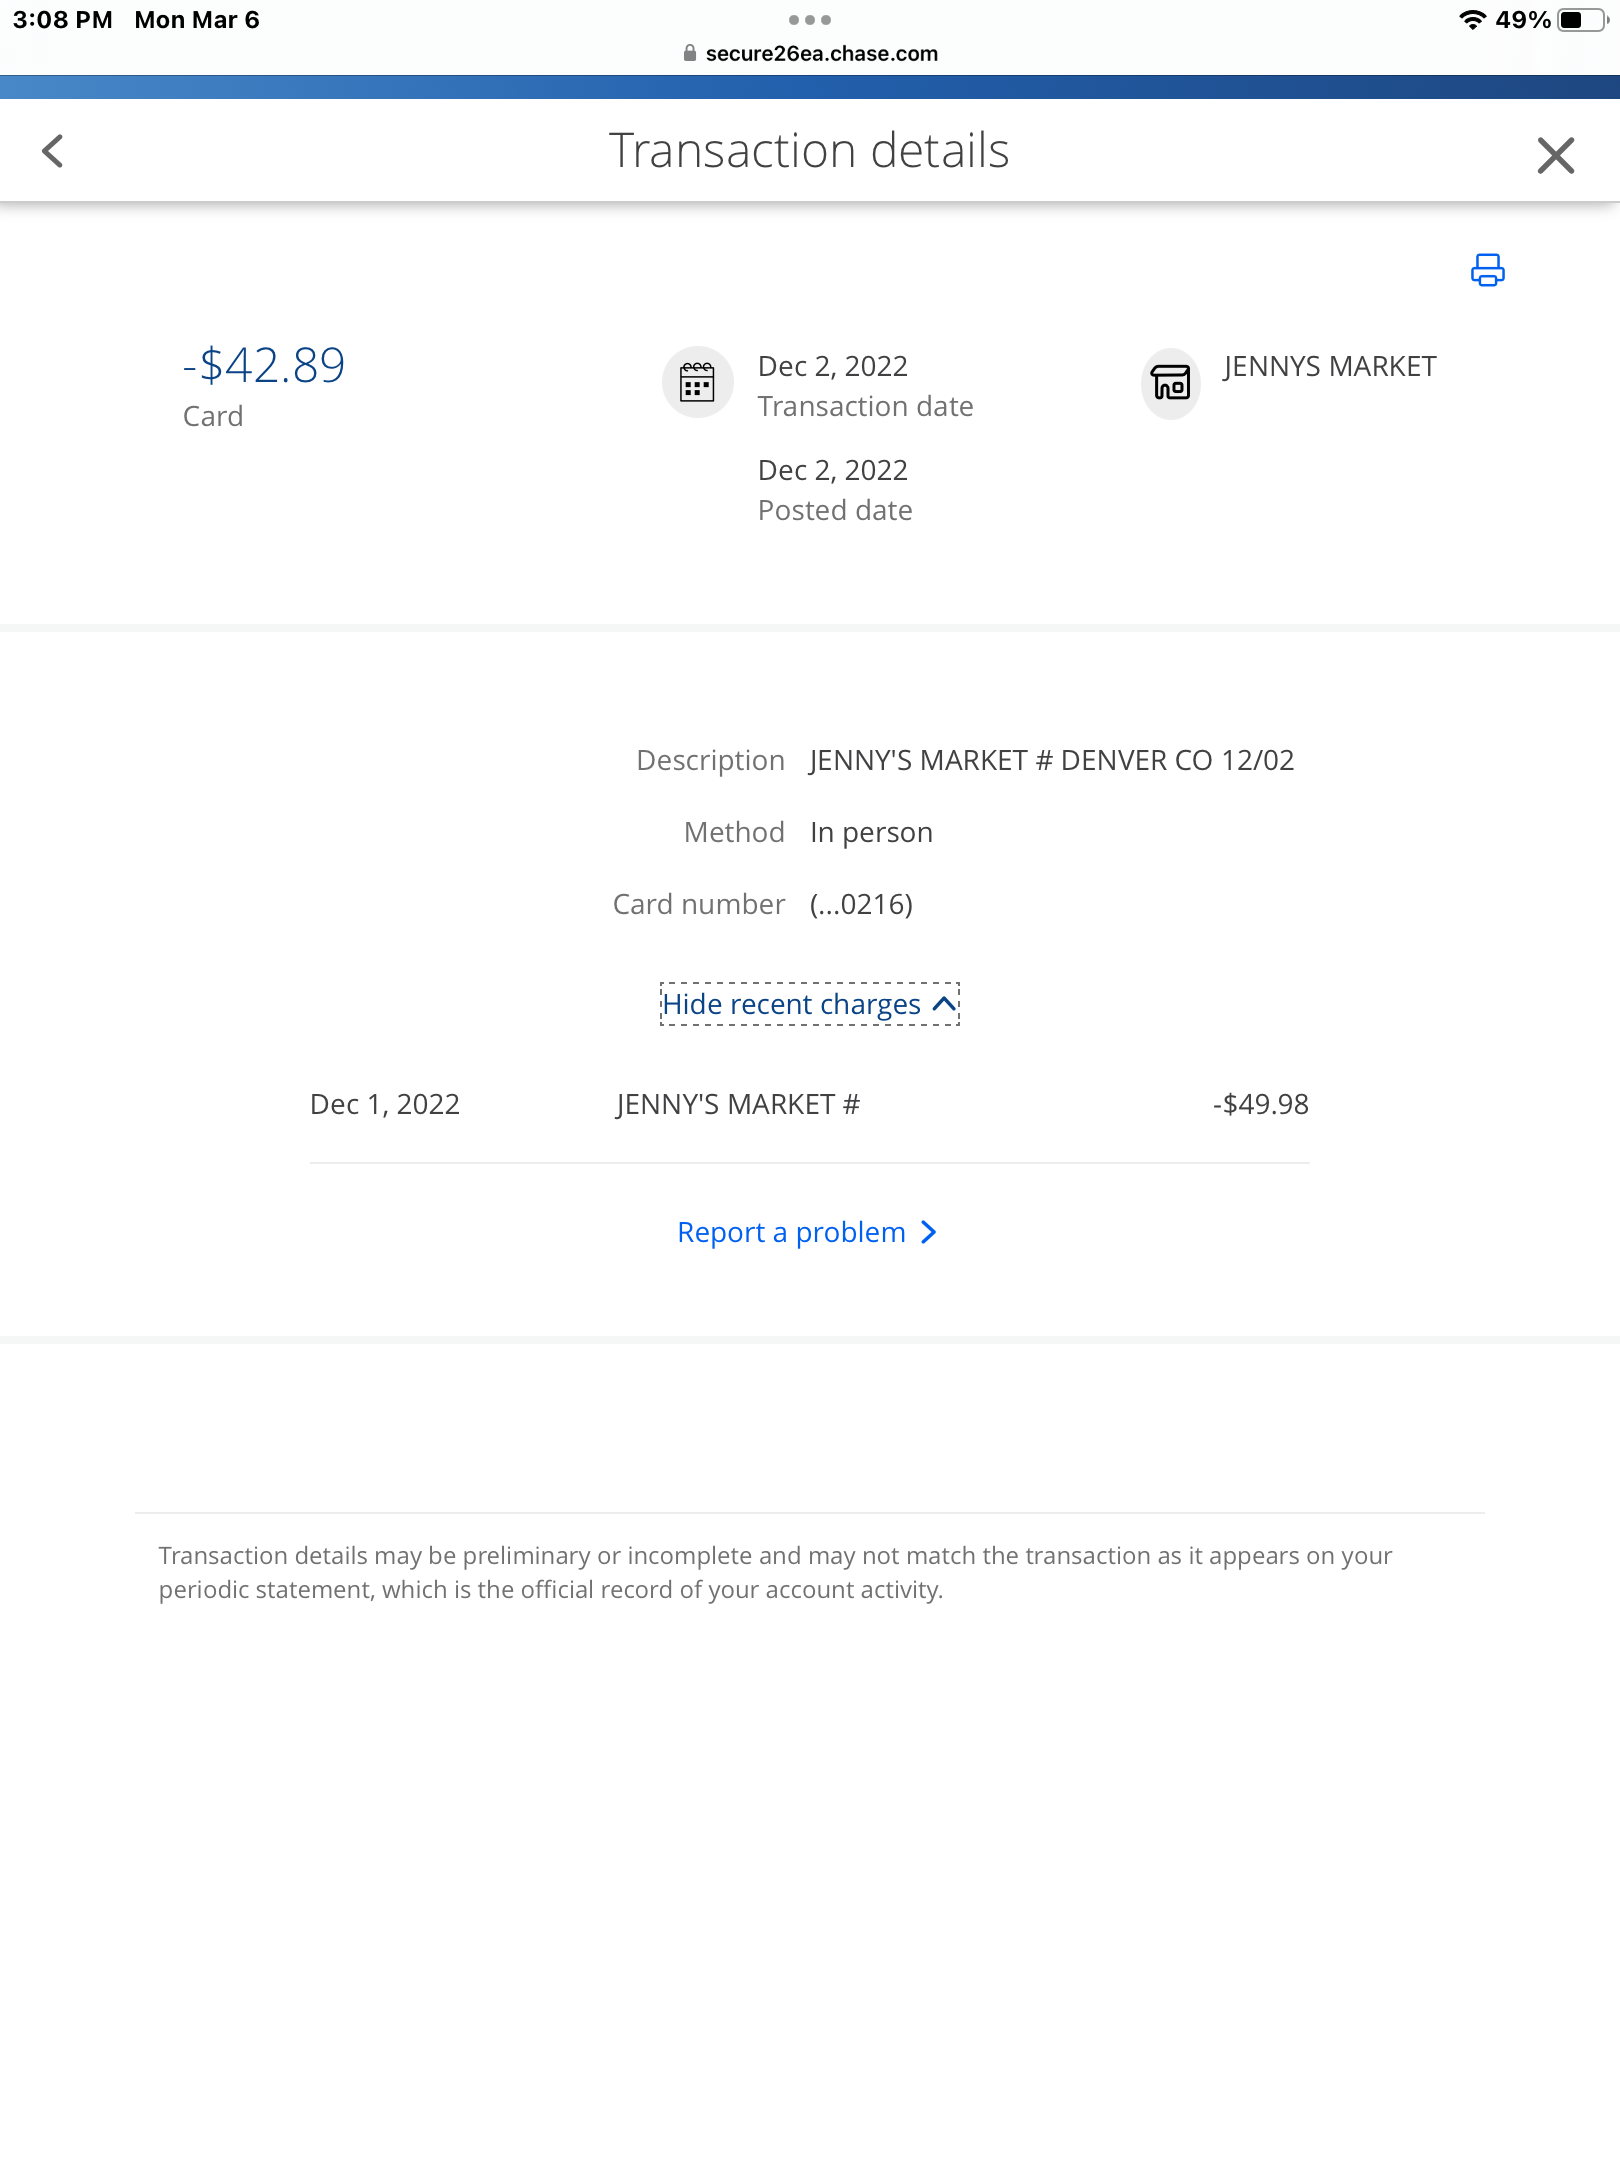 3:08 PM Mon Mar 6
49%
secure26ea.chase.com
Transaction details
-$42.89
Card
Dec 2, 2022
Transaction date
Dec 2, 2022
Posted date
JENNYS MARKET
Description JENNY'S MARKET # DENVER CO 12/02
Method In person
Card number (...0216)
Hide recent charges
Dec 1, 2022 JENNY'S MARKET # -$49.98
Report a problem
Transaction details may be preliminary or incomplete and may not match the transaction as it appears on your
periodic statement, which is the official record of your account activity.